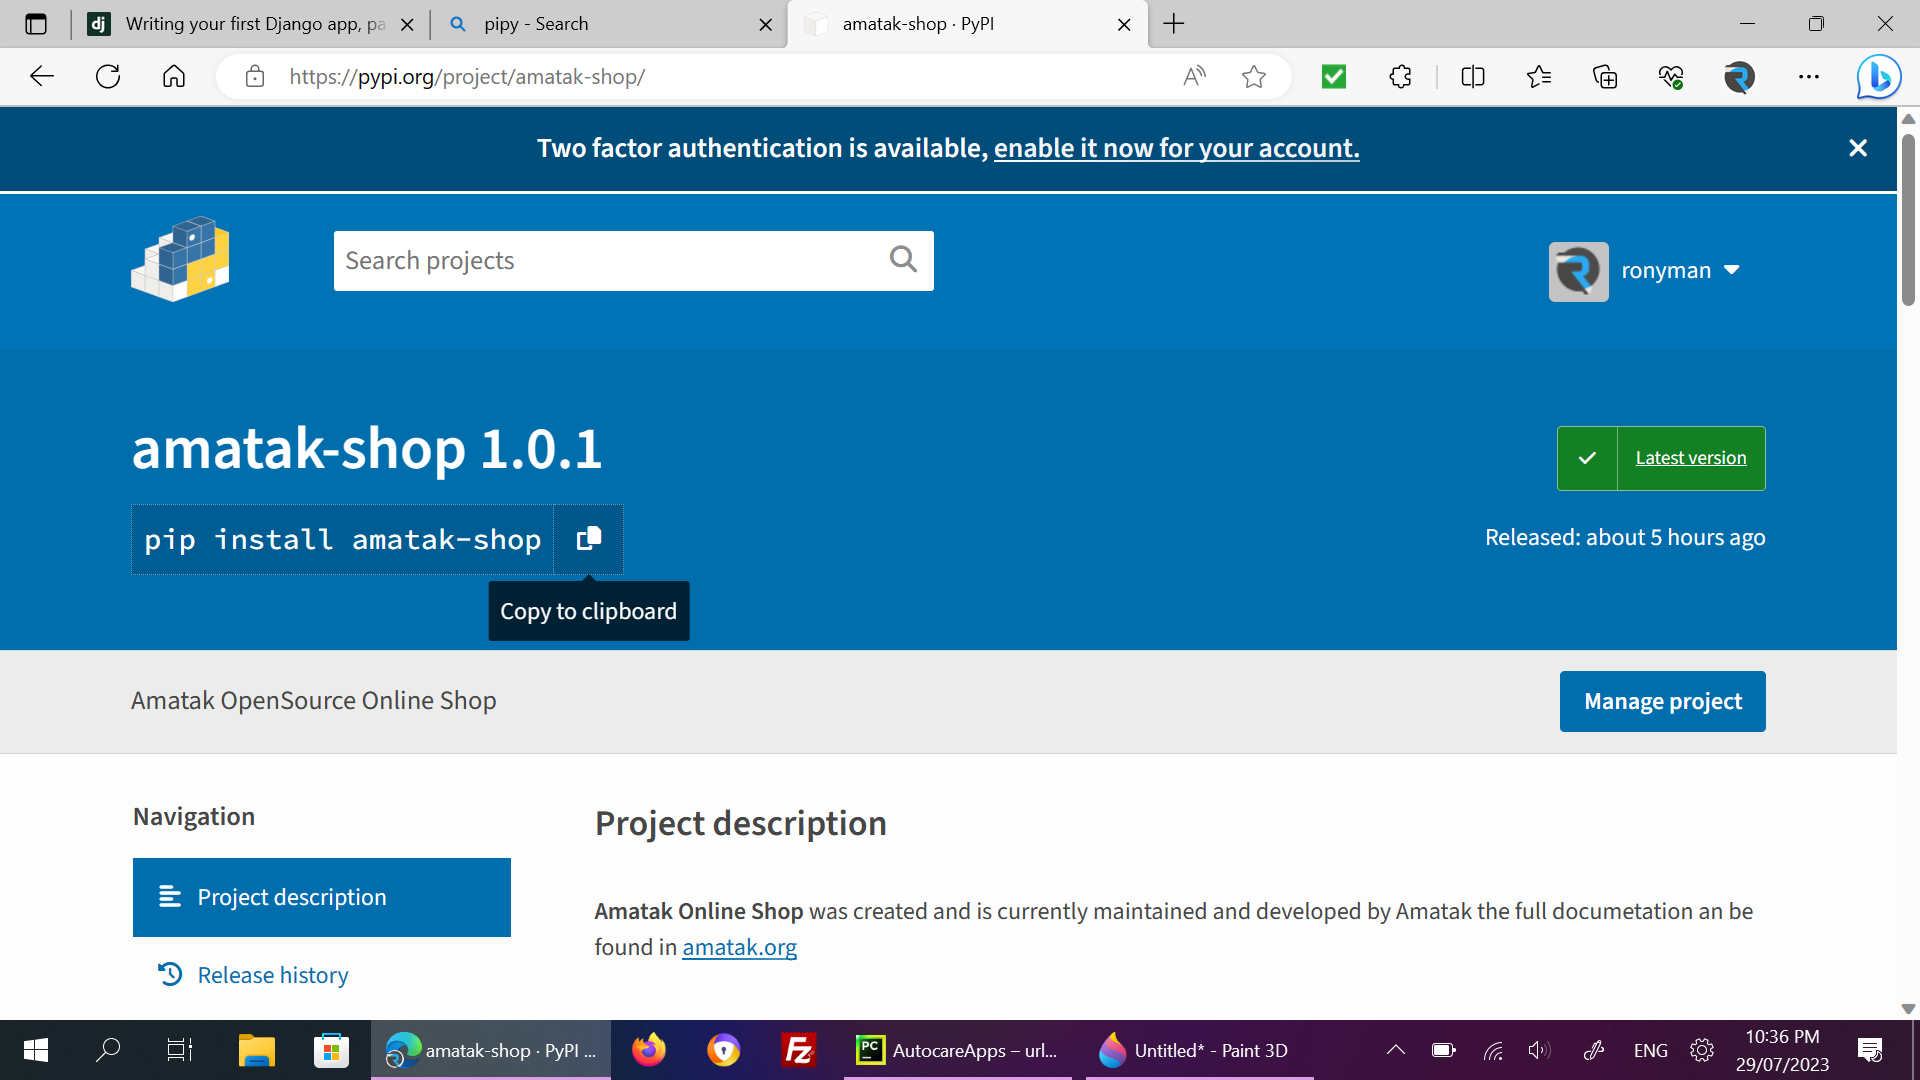 dj Writing your first Django app, pa
pipy - Search
amatak-shop · PyPI
https://pypi.org/project/amatak-shop/
Two factor authentication is available, enable it now for your account.
Search projects
ronyman
amatak-shop 1.0.1
Latest version
pip install amatak-shop
Released: about 5 hours ago
Copy to clipboard
Amatak OpenSource Online Shop
Manage project
Navigation
Project description
Project description
Amatak Online Shop was created and is currently maintained and developed by Amatak the full documetation an be
found in amatak.org
Release history
amatak-shop · PyPI ...
Fz
PC AutocareApps – url...
Untitled* - Paint 3D
ENG
10:36 PM
29/07/2023